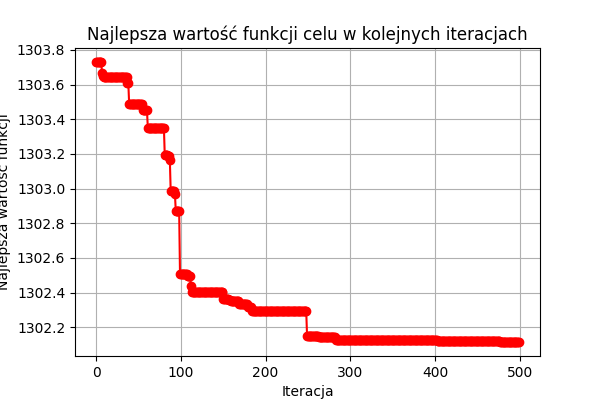 Najlepsza wartość funkcji celu w kolejnych iteracjach
Najlepsza wartość funkcji
1303.8
1303.6
1303.4
1303.2
1303.0
1302.8
1302.6
1302.4
1302.2
0 100 200 300 400 500
Iteracja